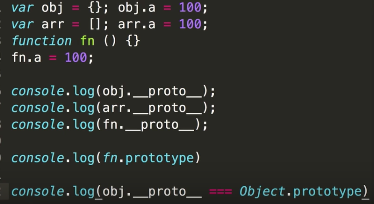 var obj = {}; obj.a = 100;
var arr = []; arr.a = 100;
function fn () {}
fn.a = 100;
console.log(obj.__proto__);
console.log(arr.__proto__);
console.log(fn.__proto__);
console.log(fn.prototype)
console.log(obj.__proto__ === Object.prototype)